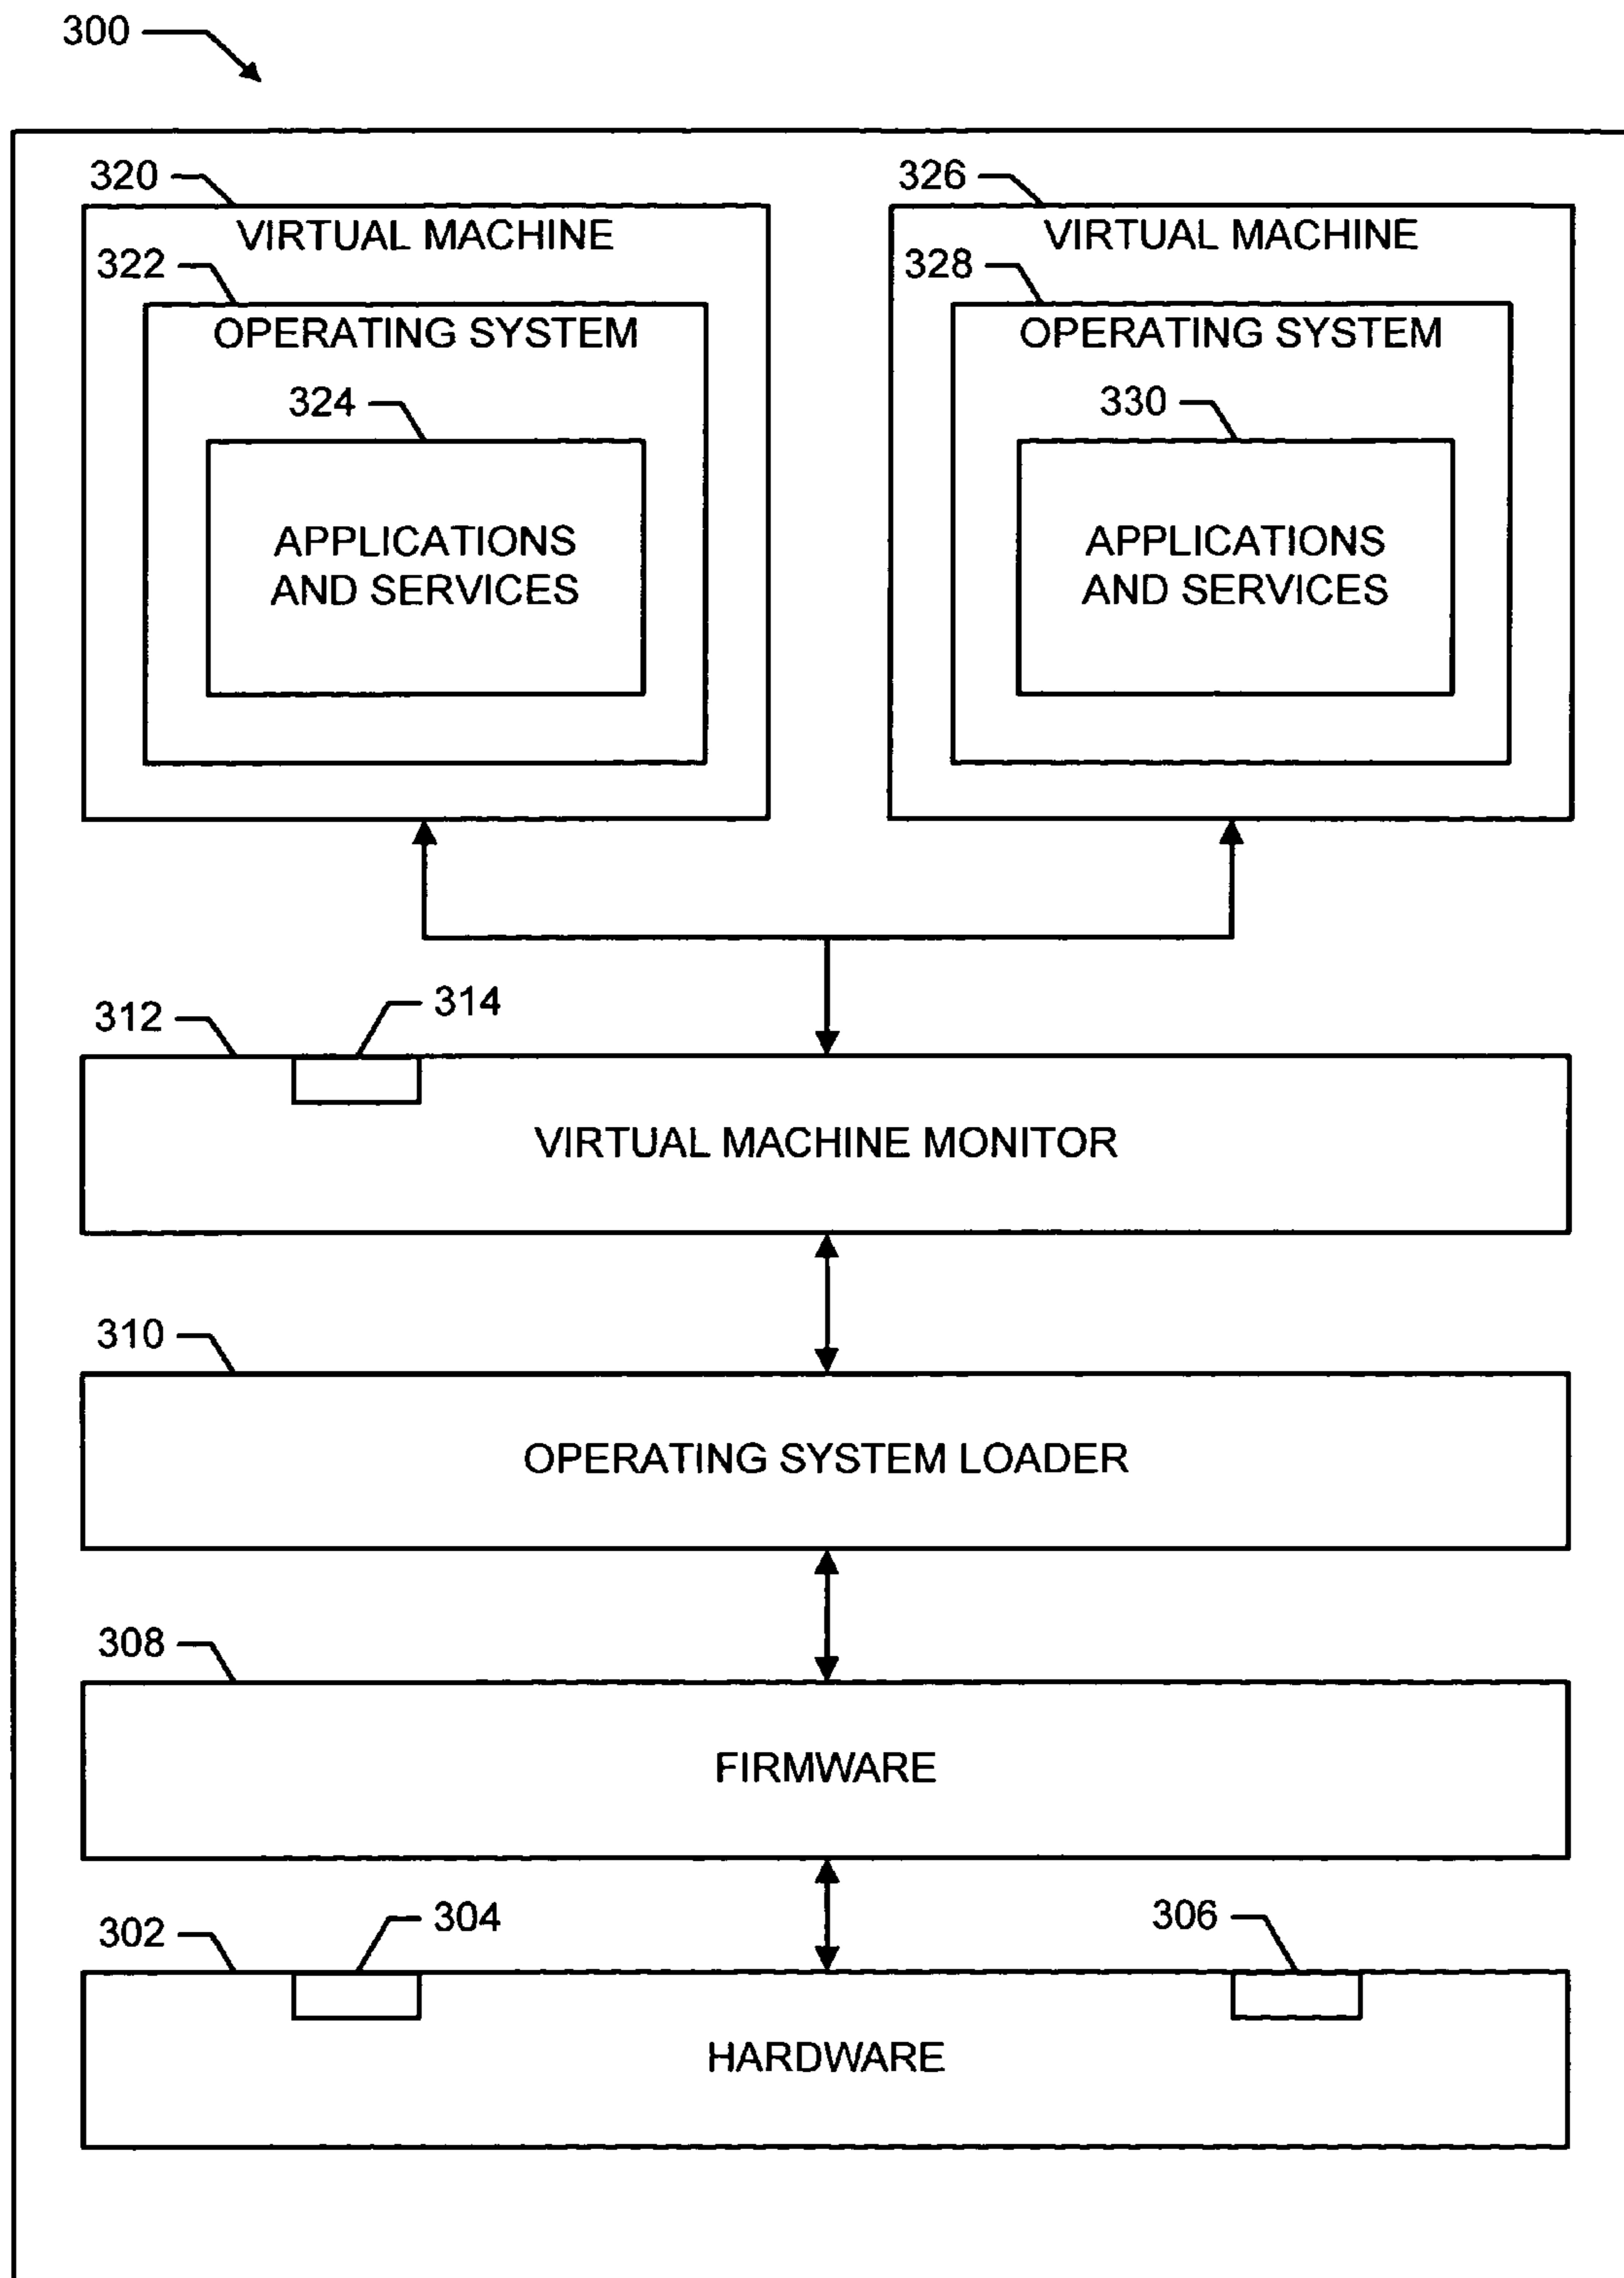 300
320
326
VIRTUAL MACHINE
VIRTUAL MACHINE
322
328
OPERATING SYSTEM
OPERATING SYSTEM
324
330
APPLICATIONS
AND SERVICES
APPLICATIONS
AND SERVICES
312
314
VIRTUAL MACHINE MONITOR
310
OPERATING SYSTEM LOADER
308
FIRMWARE
302
304
306
HARDWARE